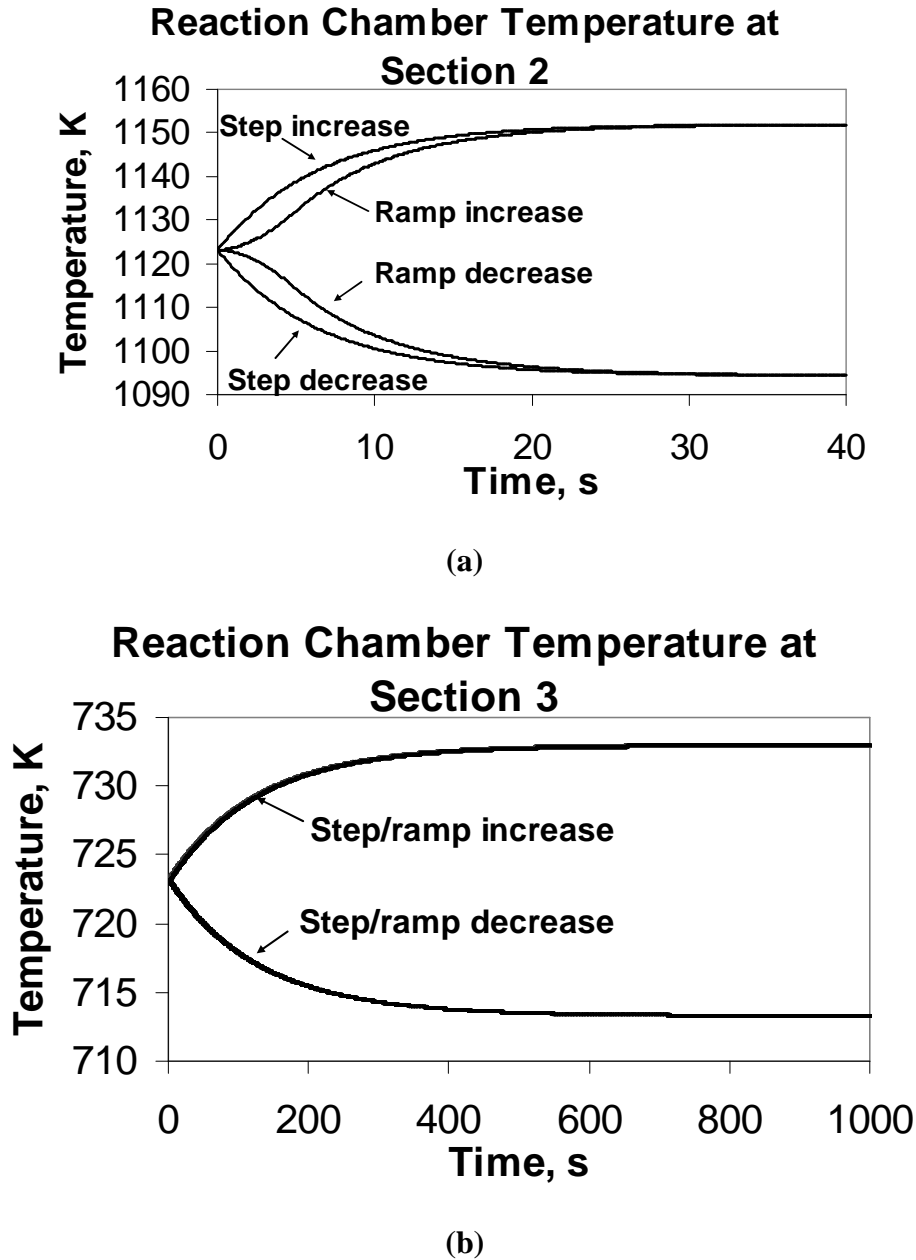 Reaction Chamber Temperature at
Section 2
Temperature, K
1160
1150
1140
1130
1120
1110
1100
1090
Step increase
Ramp increase
Ramp decrease
Step decrease
0 10 20 30 40
Time, s
(a)
Reaction Chamber Temperature at
Section 3
Temperature, K
735
730
725
720
715
710
Step/ramp increase
Step/ramp decrease
0 200 400 600 800 1000
Time, s
(b)